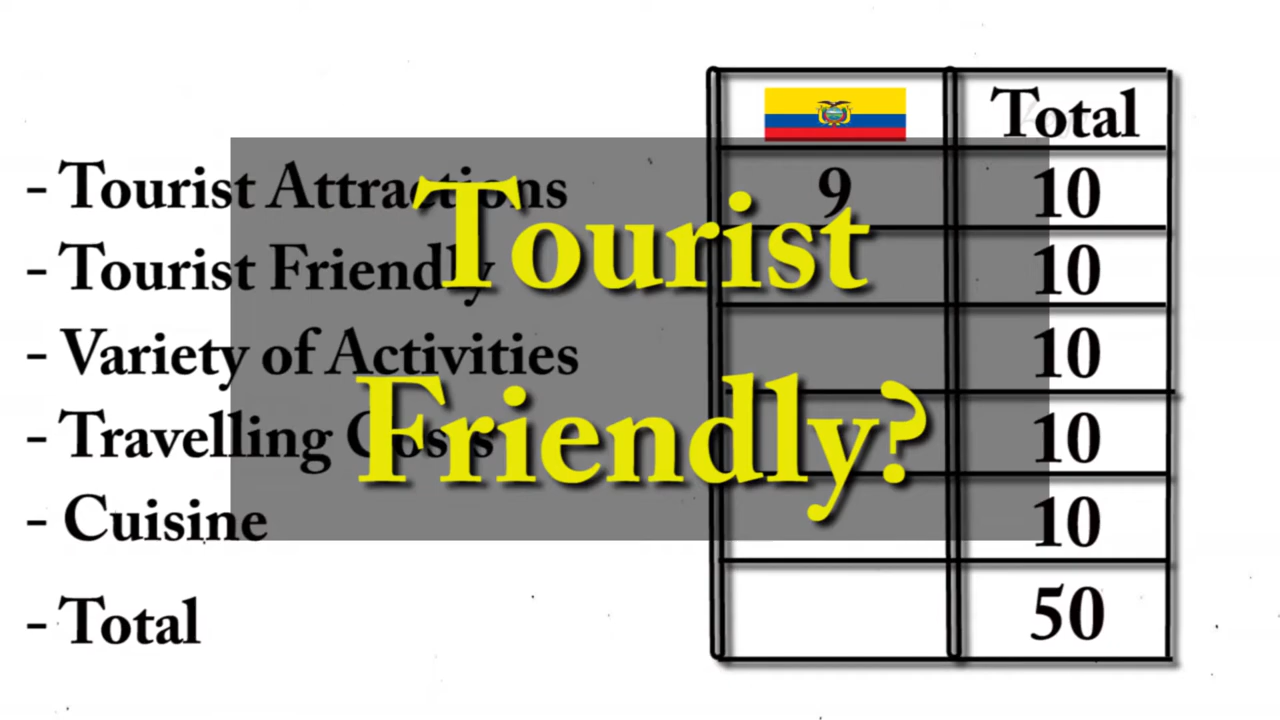 Total
- Tourist Attractions 9 10
- Tourist Friendly 10
- Variety of Activities 10
- Travelling Costs 10
- Cuisine 10
- Total 50
Tourist
Friendly?